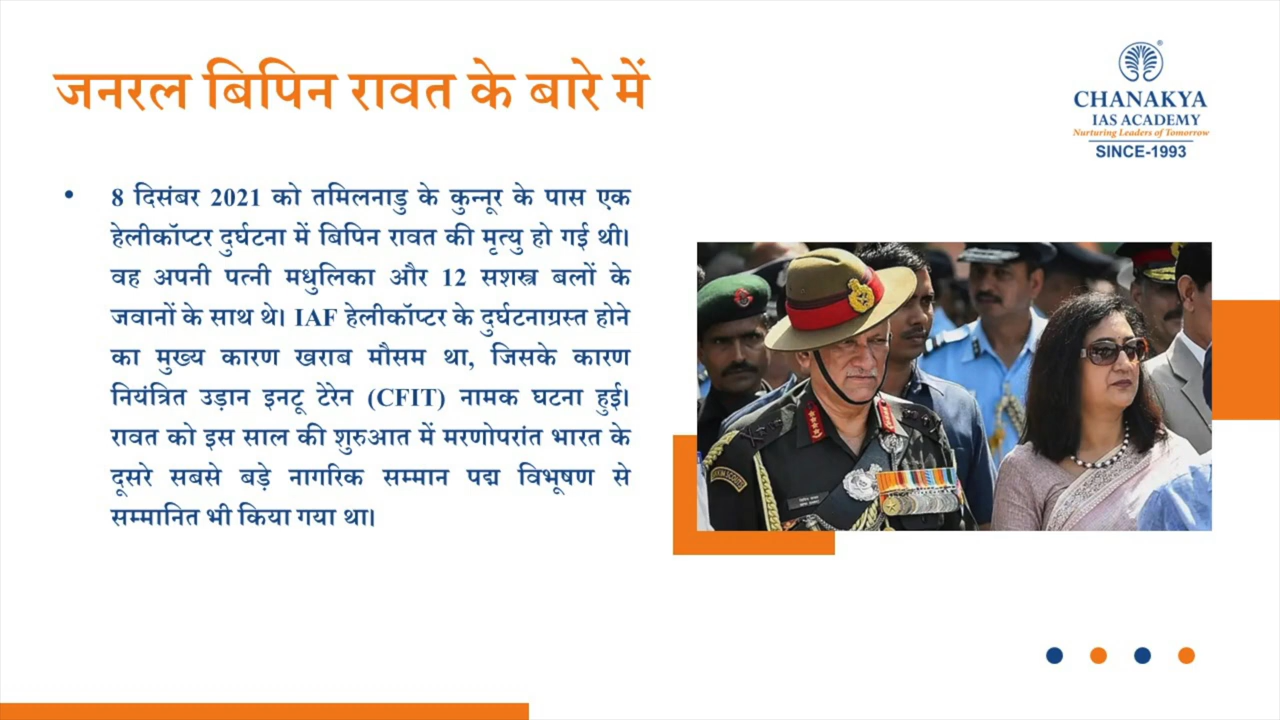 जनरल बिपिन रावत के बारे में
CHANAKYA
IAS ACADEMY
Nurturing Leaders of Tomorrow
SINCE-1993
• 8 दिसंबर 2021 को तमिलनाडु के कुन्नूर के पास एक
हेलीकॉप्टर दुर्घटना में बिपिन रावत की मृत्यु हो गई थी।
वह अपनी पत्नी मधुलिका और 12 सशस्त्र बलों के
जवानों के साथ थे। IAF हेलीकॉप्टर के दुर्घटनाग्रस्त होने
का मुख्य कारण खराब मौसम था, जिसके कारण
नियंत्रित उड़ान इनटू टेरेन (CFIT) नामक घटना हुई।
रावत को इस साल की शुरुआत में मरणोपरांत भारत के
दूसरे सबसे बड़े नागरिक सम्मान पद्म विभूषण से
सम्मानित भी किया गया था।